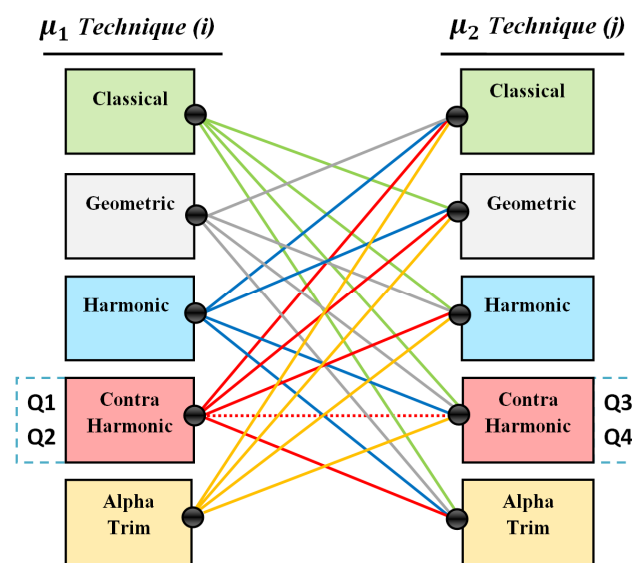 μ₁ Technique (i)
μ₂ Technique (j)
Classical
Classical
Geometric
Geometric
Harmonic
Harmonic
Q1
Q2
Contra
Harmonic
Contra
Harmonic
Q3
Q4
Alpha
Trim
Alpha
Trim